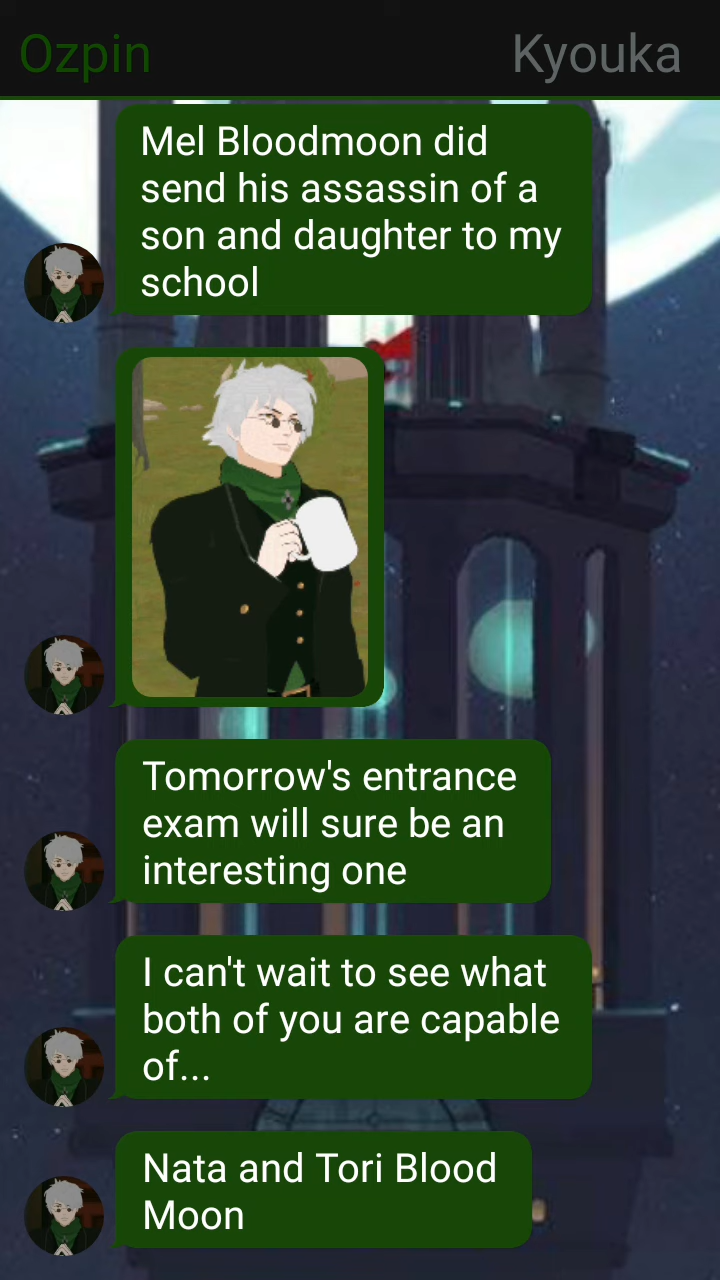 Ozpin
Kyouka
Mel Bloodmoon did
send his assassin of a
son and daughter to my
school
Tomorrow's entrance
exam will sure be an
interesting one
I can't wait to see what
both of you are capable
of...
Nata and Tori Blood
Moon